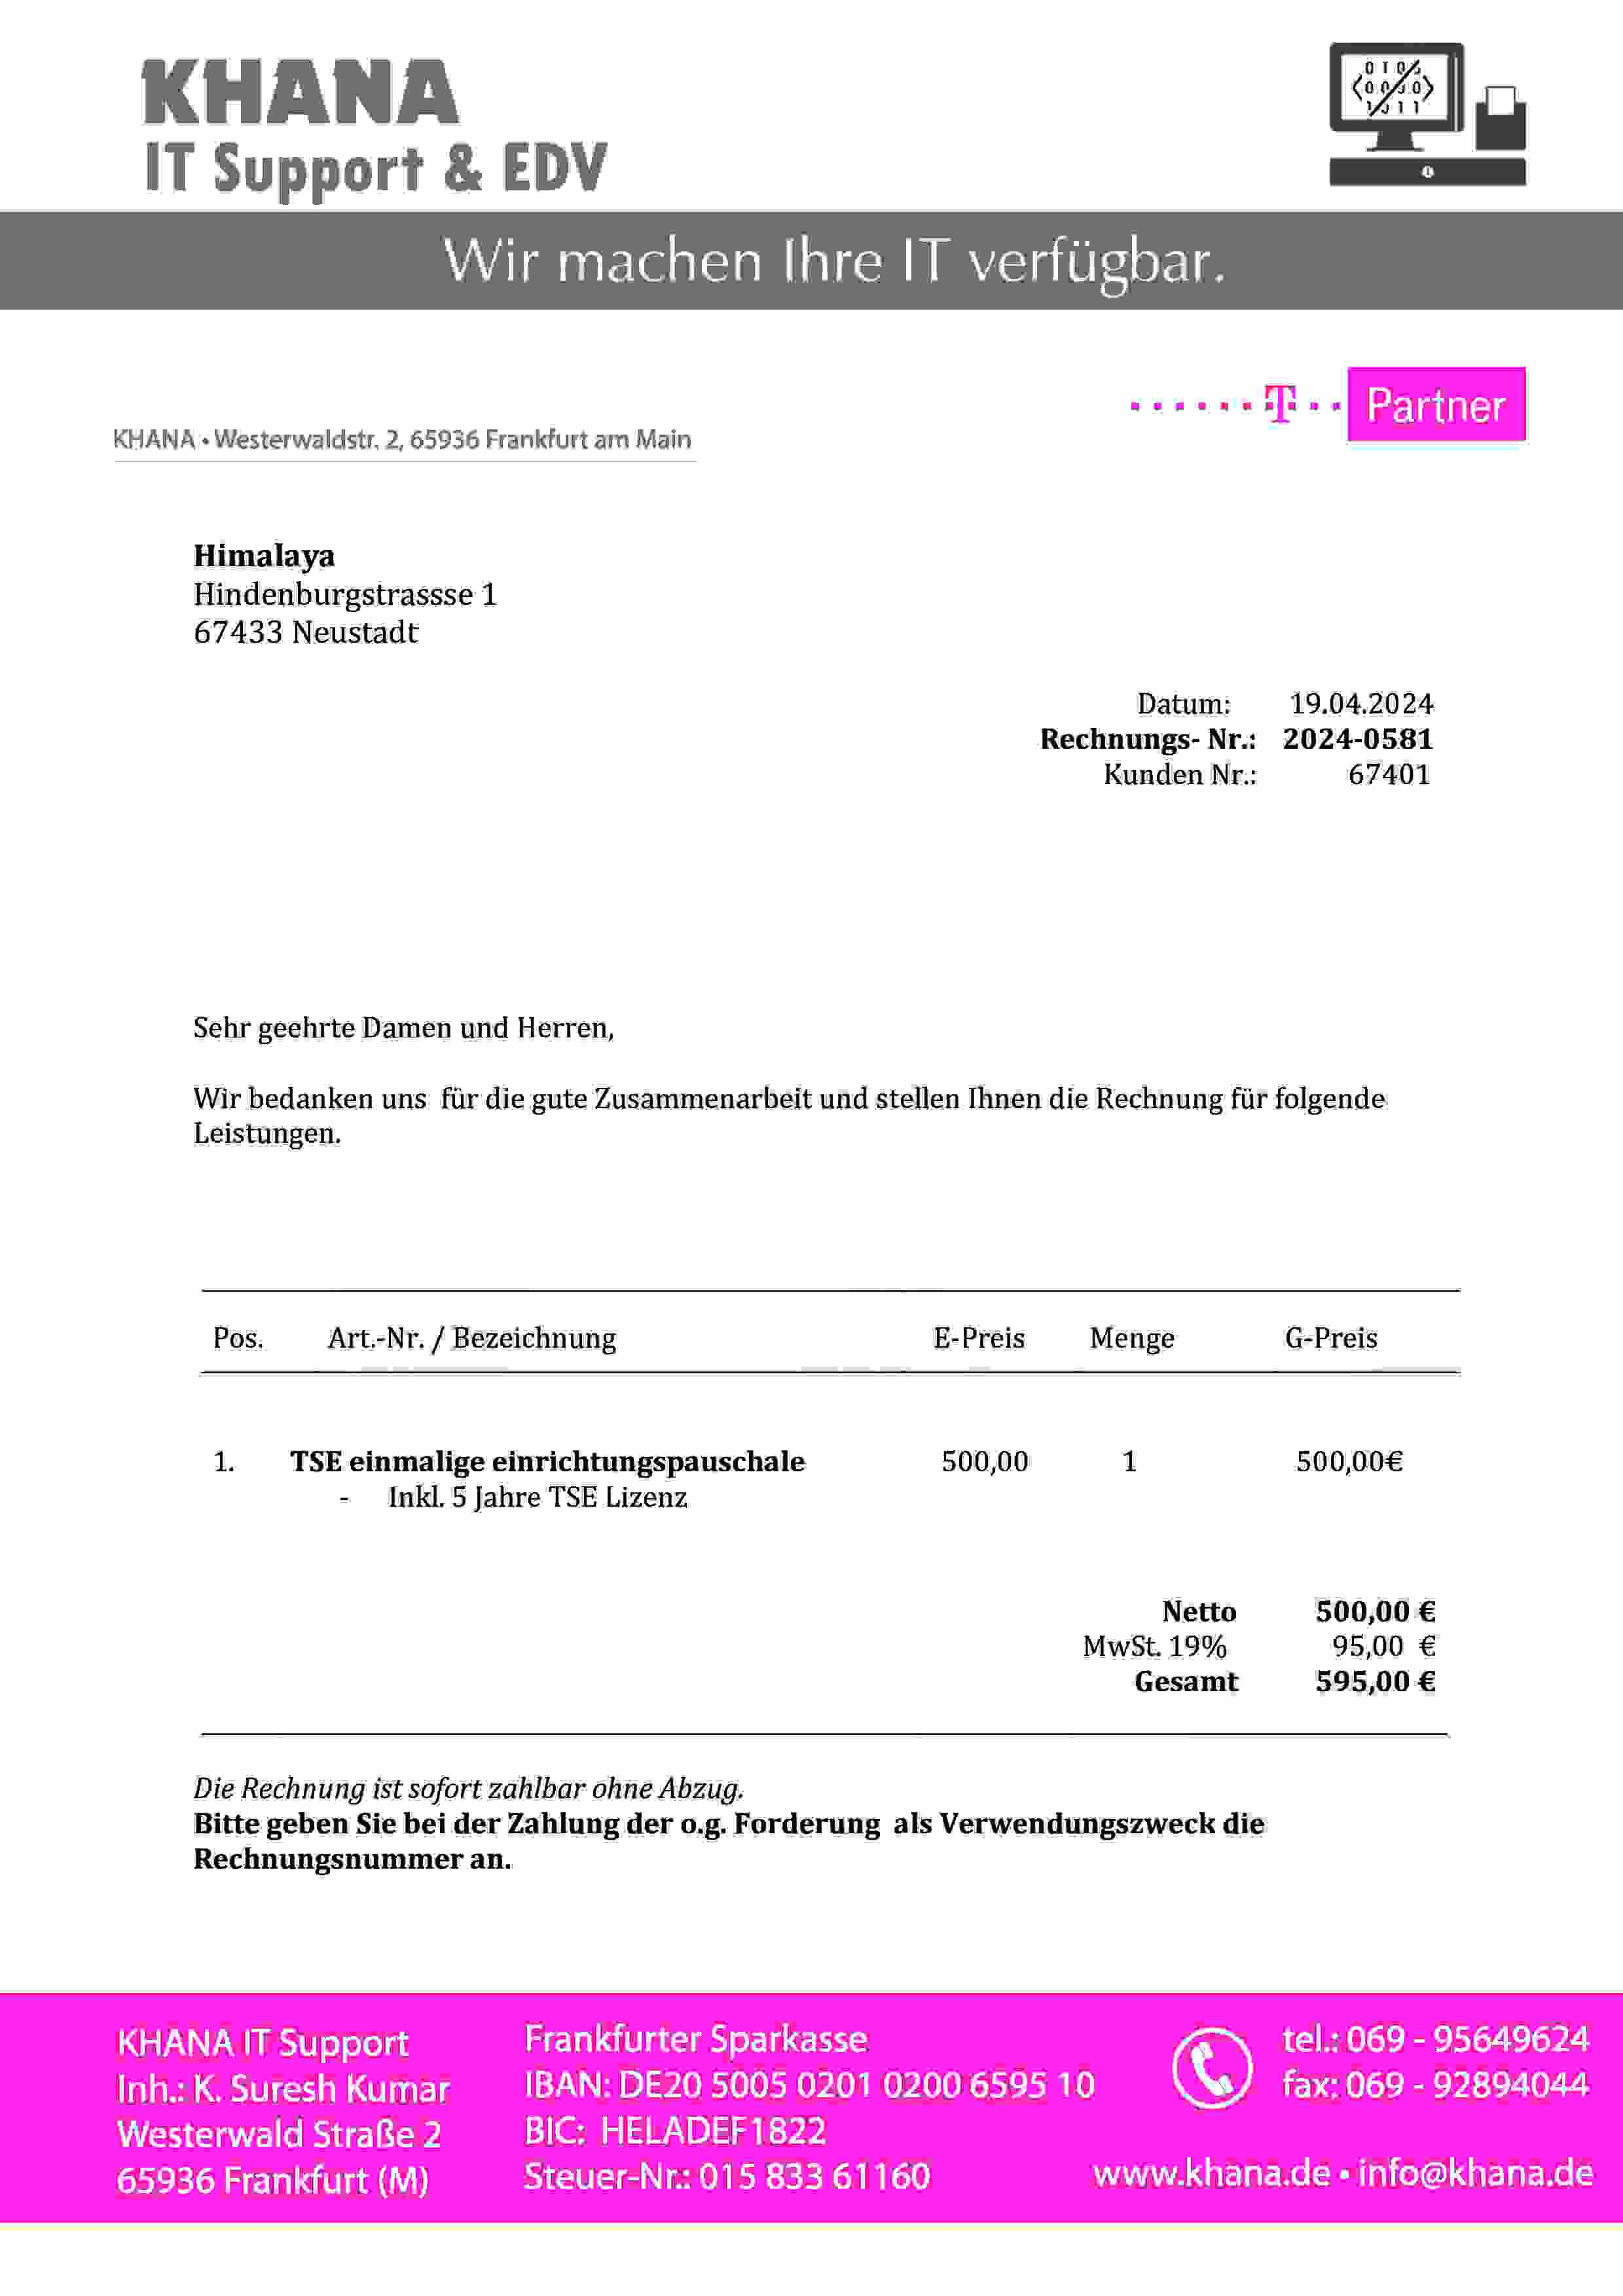 KHANA
IT Support & EDV
Wir machen Ihre IT verfügbar.
T Partner
KHANA • Westerwaldstr. 2, 65936 Frankfurt am Main
Himalaya
Hindenburgstrassse 1
67433 Neustadt
Datum: 19.04.2024
Rechnungs- Nr.: 2024-0581
Kunden Nr.: 67401
Sehr geehrte Damen und Herren,
Wir bedanken uns für die gute Zusammenarbeit und stellen Ihnen die Rechnung für folgende
Leistungen.
Pos. Art.-Nr. / Bezeichnung E-Preis Menge G-Preis
1. TSE einmalige einrichtungspauschale 500,00 1 500,00€
- Inkl. 5 Jahre TSE Lizenz
Netto 500,00 €
MwSt. 19% 95,00 €
Gesamt 595,00 €
Die Rechnung ist sofort zahlbar ohne Abzug.
Bitte geben Sie bei der Zahlung der o.g. Forderung als Verwendungszweck die
Rechnungsnummer an.
KHANA IT Support
Inh.: K. Suresh Kumar
Westerwald Straße 2
65936 Frankfurt (M)
Frankfurter Sparkasse
IBAN: DE20 5005 0201 0200 6595 10
BIC: HELADEF1822
Steuer-Nr.: 015 833 61160
tel.: 069 - 95649624
fax: 069 - 92894044
www.khana.de • info@khana.de